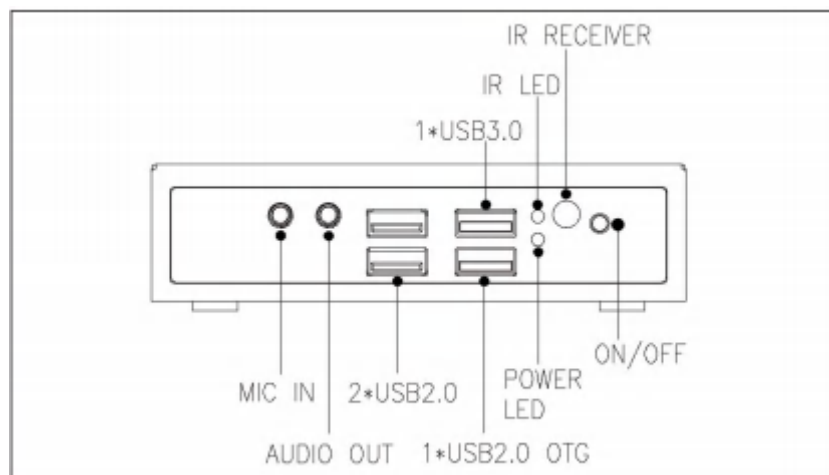 IR RECEIVER
IR LED
1*USB3.0
ON/OFF
POWER
LED
MIC IN
2*USB2.0
AUDIO OUT
1*USB2.0 OTG